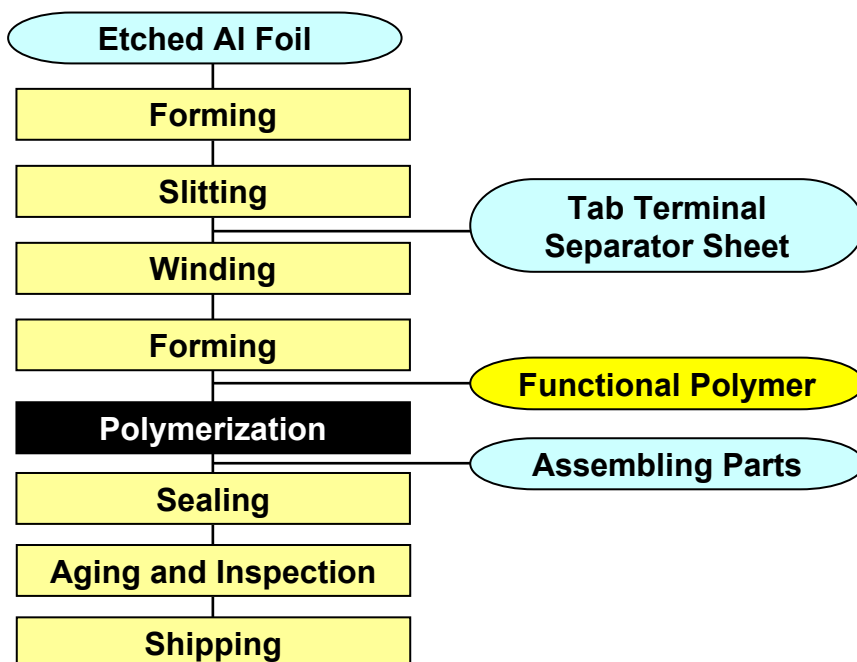 Etched Al Foil
Forming
Slitting
Tab Terminal
Separator Sheet
Winding
Forming
Functional Polymer
Polymerization
Assembling Parts
Sealing
Aging and Inspection
Shipping